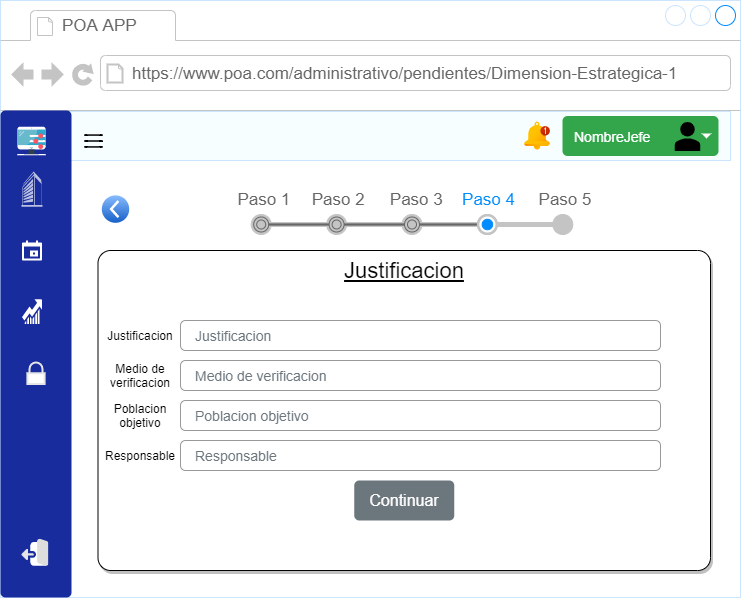 POA APP
https://www.poa.com/administrativo/pendientes/Dimension-Estrategica-1
1
NombreJefe
Paso 1 Paso 2 Paso 3 Paso 4 Paso 5
Justificacion
Justificacion Justificacion
Medio de
verificacion
Medio de verificacion
Poblacion
objetivo
Poblacion objetivo
Responsable Responsable
Continuar